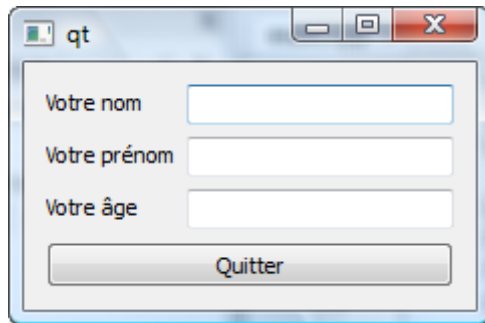 qt
Votre nom
Votre prénom
Votre âge
Quitter